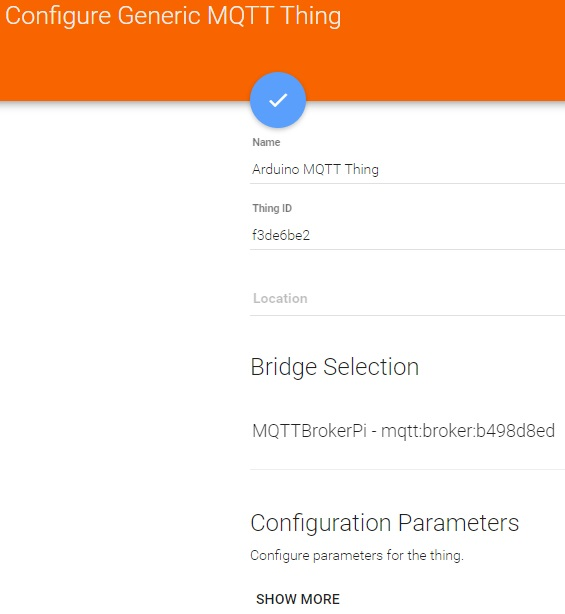 Configure Generic MQTT Thing
Name
Arduino MQTT Thing
Thing ID
f3de6be2
Location
Bridge Selection
MQTTBrokerPi - mqtt:broker:b498d8ed
Configuration Parameters
Configure parameters for the thing.
SHOW MORE